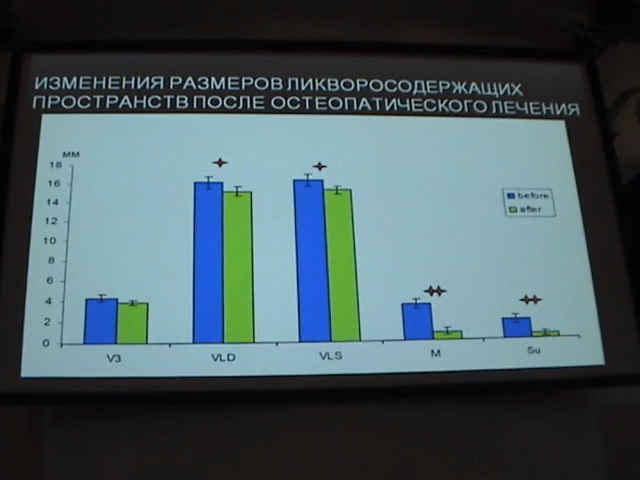 ИЗМЕНЕНИЯ РАЗМЕРОВ ЛИКВОРОСОДЕРЖАЩИХ
ПРОСТРАНСТВ ПОСЛЕ ОСТЕОПАТИЧЕСКОГО ЛЕЧЕНИЯ
мм
18
16
14
12
10
8
6
4
2
0
before
after
V3 VLD VLS M Su